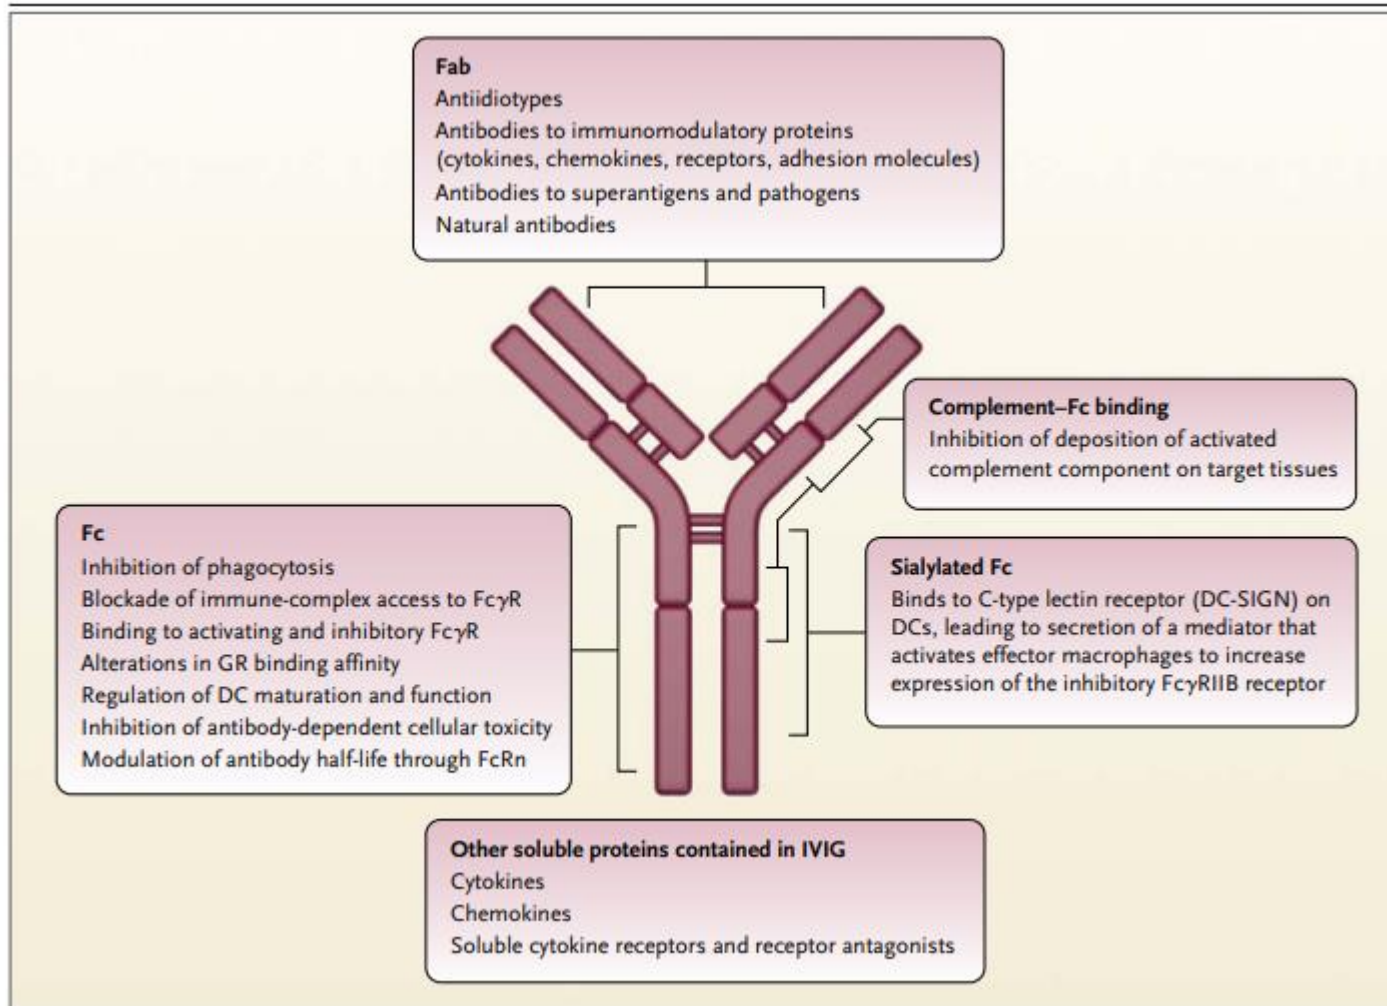 Fab
Antiidiotypes
Antibodies to immunomodulatory proteins
(cytokines, chemokines, receptors, adhesion molecules)
Antibodies to superantigens and pathogens
Natural antibodies
Complement–Fc binding
Inhibition of deposition of activated
complement component on target tissues
Fc
Inhibition of phagocytosis
Blockade of immune-complex access to FcγR
Binding to activating and inhibitory FcγR
Alterations in GR binding affinity
Regulation of DC maturation and function
Inhibition of antibody-dependent cellular toxicity
Modulation of antibody half-life through FcRn
Sialylated Fc
Binds to C-type lectin receptor (DC-SIGN) on
DCs, leading to secretion of a mediator that
activates effector macrophages to increase
expression of the inhibitory FcγRIIB receptor
Other soluble proteins contained in IVIG
Cytokines
Chemokines
Soluble cytokine receptors and receptor antagonists